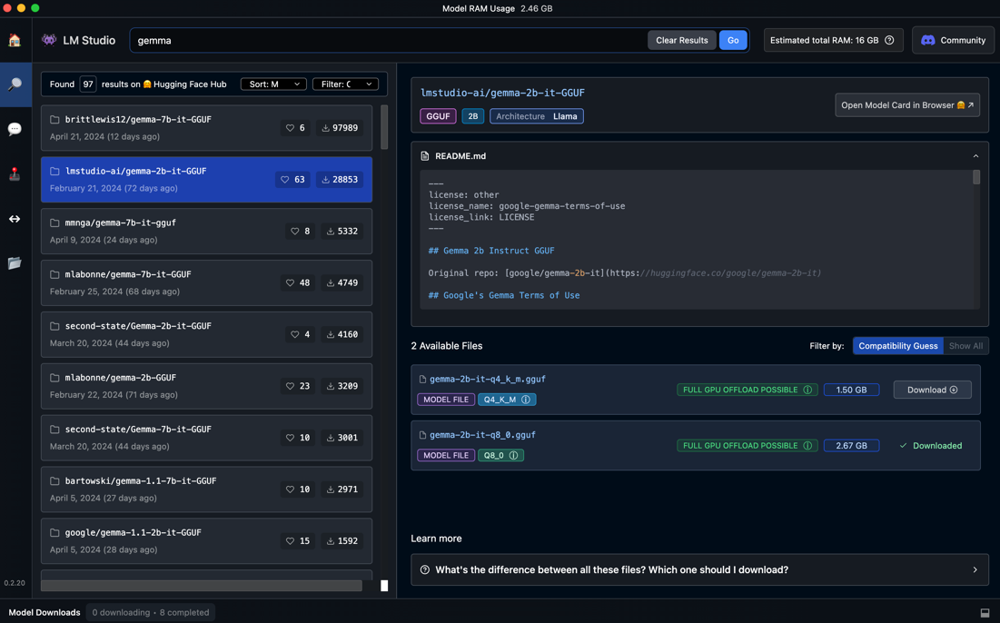 Model RAM Usage 2.46 GB
LM Studio
gemma
Clear Results
Go
Estimated total RAM: 16 GB
Community
Found 97 results on 🤗 Hugging Face Hub
Sort: M
Filter: C
brittlewis12/gemma-7b-it-GGUF
April 21, 2024 (12 days ago)
6
97989
lmstudio-ai/gemma-2b-it-GGUF
February 21, 2024 (72 days ago)
63
28853
mmnga/gemma-7b-it-gguf
April 9, 2024 (24 days ago)
8
5332
mlabonne/gemma-7b-it-GGUF
February 25, 2024 (68 days ago)
48
4749
second-state/Gemma-2b-it-GGUF
March 20, 2024 (44 days ago)
4
4160
mlabonne/gemma-2b-GGUF
February 22, 2024 (71 days ago)
23
3209
second-state/Gemma-7b-it-GGUF
March 20, 2024 (44 days ago)
10
3001
bartowski/gemma-1.1-7b-it-GGUF
April 5, 2024 (27 days ago)
10
2971
google/gemma-1.1-2b-it-GGUF
April 5, 2024 (28 days ago)
15
1592
0.2.20
lmstudio-ai/gemma-2b-it-GGUF
GGUF
2B
Architecture Llama
Open Model Card in Browser 🤗 ↗
README.md
---
license: other
license_name: google-gemma-terms-of-use
license_link: LICENSE
---
## Gemma 2b Instruct GGUF
Original repo: [google/gemma-2b-it](https://huggingface.co/google/gemma-2b-it)
## Google's Gemma Terms of Use
2 Available Files
Filter by:
Compatibility Guess
Show All
gemma-2b-it-q4_k_m.gguf
MODEL FILE
Q4_K_M
FULL GPU OFFLOAD POSSIBLE
1.50 GB
Download
gemma-2b-it-q8_0.gguf
MODEL FILE
Q8_0
FULL GPU OFFLOAD POSSIBLE
2.67 GB
Downloaded
Learn more
What's the difference between all these files? Which one should I download?
Model Downloads
0 downloading • 8 completed